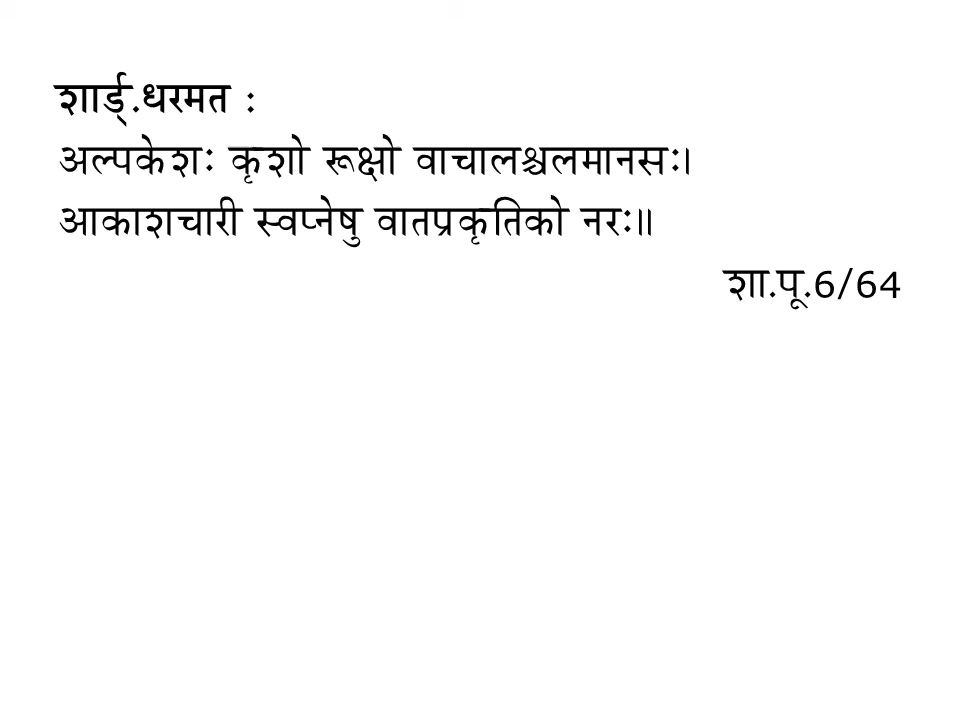 शार्ड्.धरमत :
अल्पकेशः कृशो रूक्षो वाचालश्चलमानसः।
आकाशचारी स्वप्नेषु वातप्रकृतिको नरः॥
शा.पू.6/64